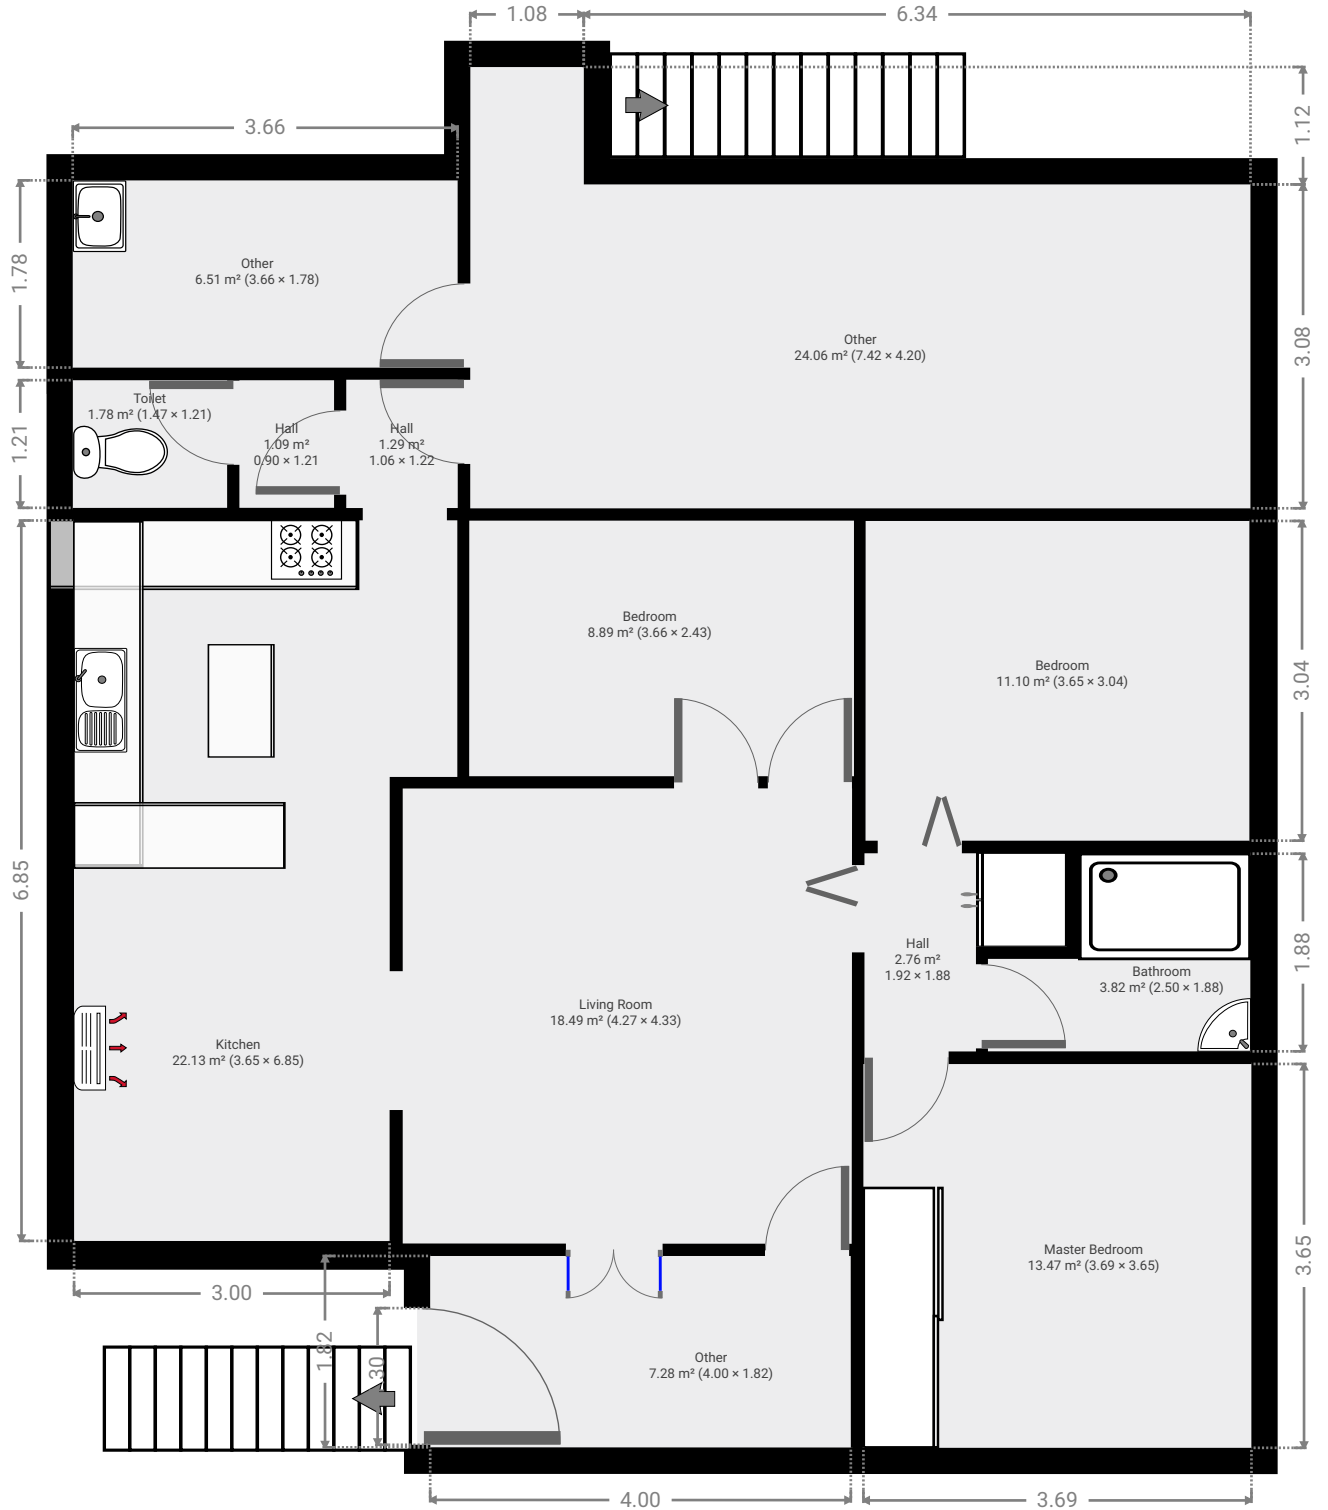 1.08
6.34
1.12
3.66
1.78
Other
6.51 m² (3.66 × 1.78)
Other
24.06 m² (7.42 × 4.20)
3.08
1.21
Toilet
1.78 m² (1.47 × 1.21)
Hall
1.09 m²
0.90 × 1.21
Hall
1.29 m²
1.06 × 1.22
Bedroom
8.89 m² (3.66 × 2.43)
Bedroom
11.10 m² (3.65 × 3.04)
3.04
6.85
Hall
2.76 m²
1.92 × 1.88
Bathroom
3.82 m² (2.50 × 1.88)
1.88
Living Room
18.49 m² (4.27 × 4.33)
Kitchen
22.13 m² (3.65 × 6.85)
Master Bedroom
13.47 m² (3.69 × 3.65)
3.65
3.00
1.82
Other
7.28 m² (4.00 × 1.82)
4.00
3.69